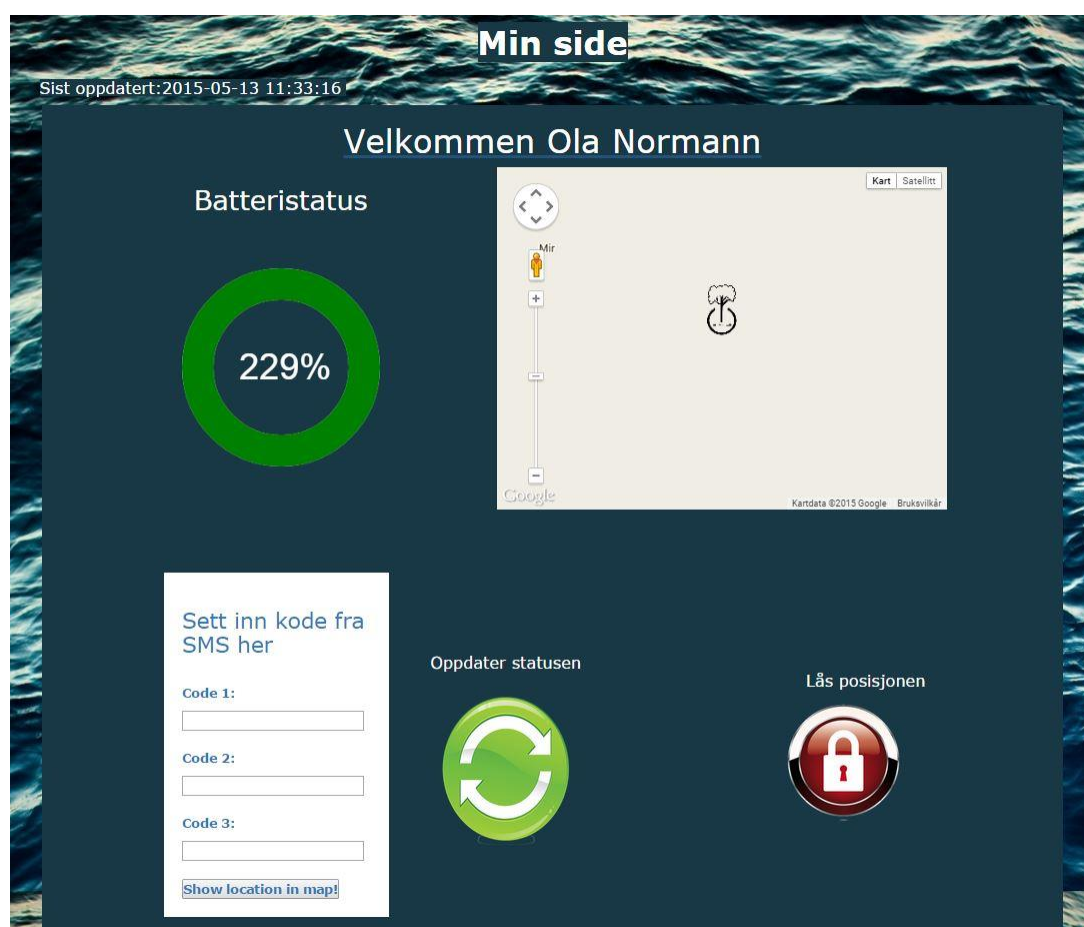 Min side
Sist oppdatert:2015-05-13 11:33:16
Velkommen Ola Normann
Batteristatus
229%
Kart Satellitt
Mir
Google
Kartdata ©2015 Google Bruksvilkår
Sett inn kode fra
SMS her
Code 1:
Code 2:
Code 3:
Show location in map!
Oppdater statusen
Lås posisjonen